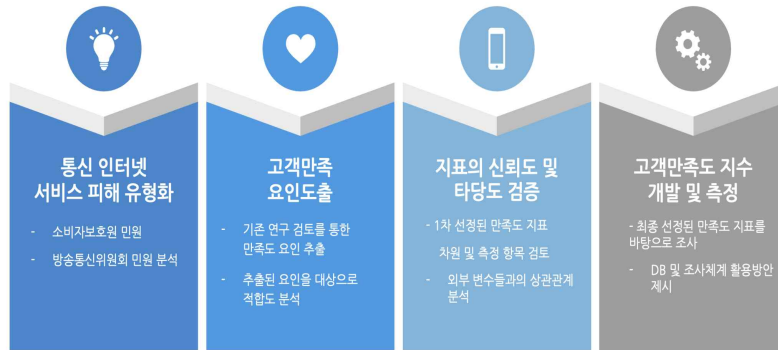 통신 인터넷
서비스 피해 유형화
- 소비자보호원 민원
- 방송통신위원회 민원 분석
고객만족
요인도출
- 기존 연구 검토를 통한
만족도 요인 추출
- 추출된 요인을 대상으로
적합도 분석
지표의 신뢰도 및
타당도 검증
- 1차 선정된 만족도 지표
차원 및 측정 항목 검토
- 외부 변수들과의 상관관계
분석
고객만족도 지수
개발 및 측정
- 최종 선정된 만족도 지표를
바탕으로 조사
- DB 및 조사체계 활용방안
제시